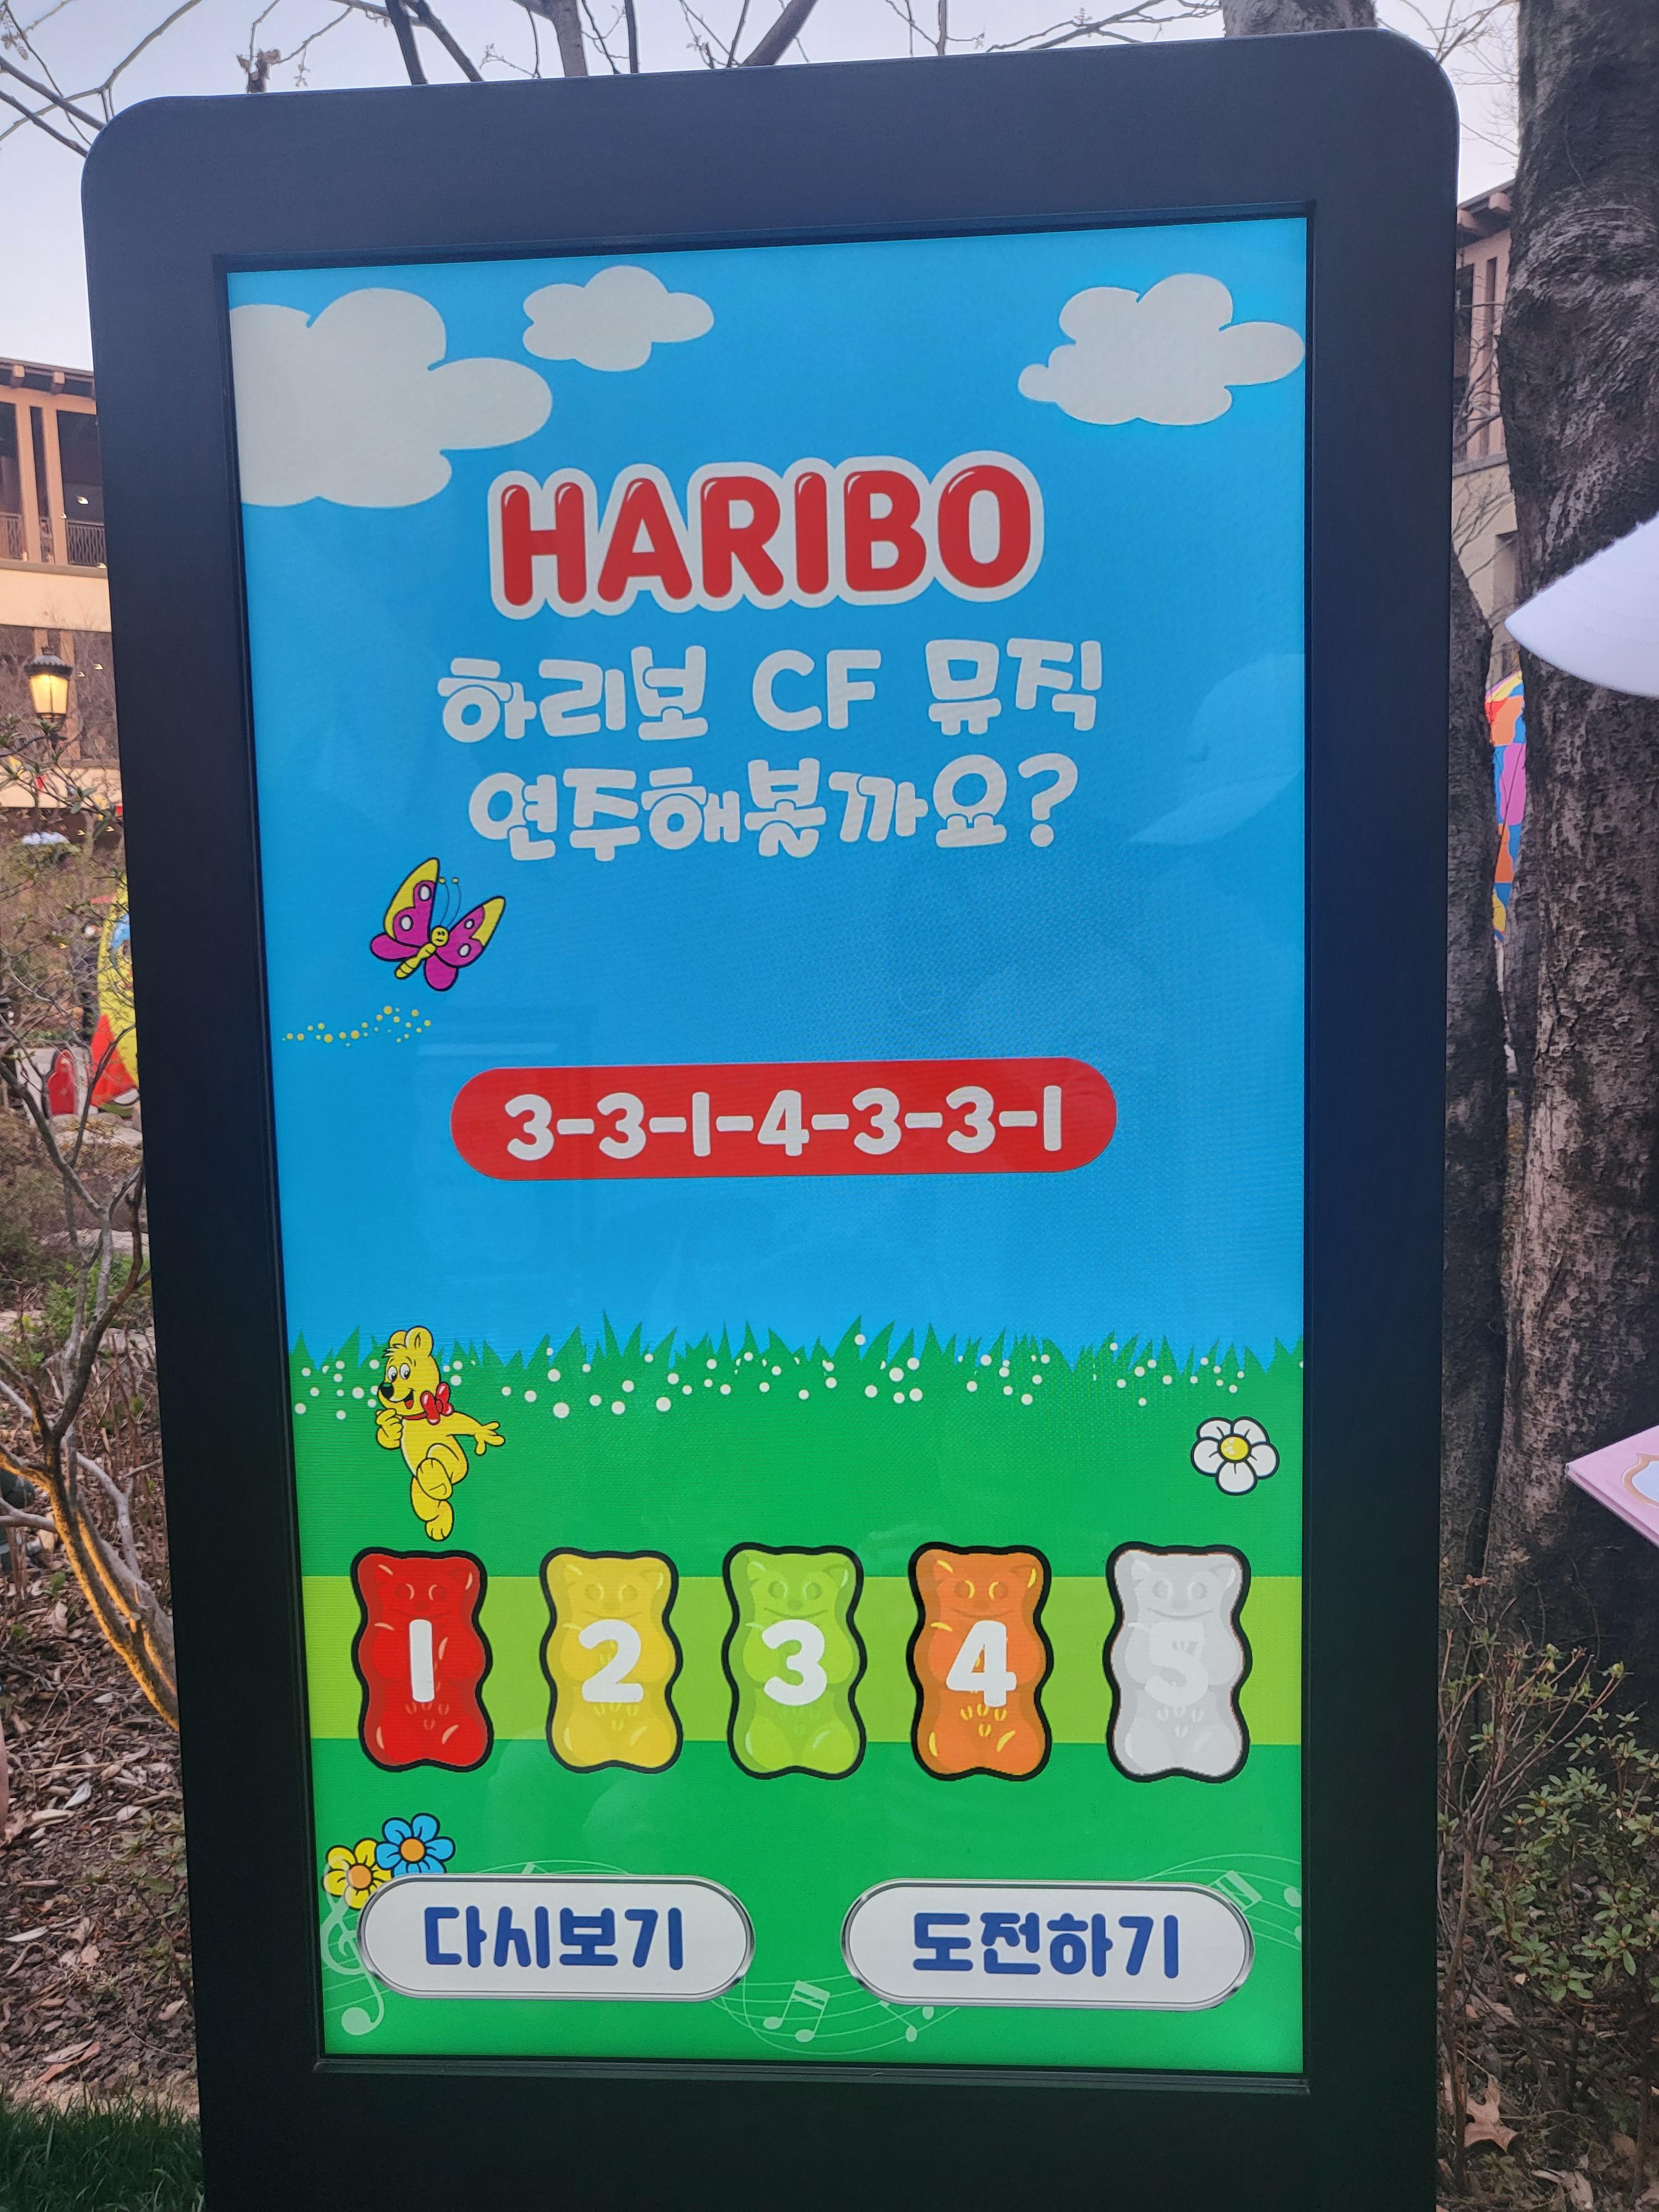 HARIBO
하리보 CF 뮤직
연주해볼까요?
3-3-1-4-3-3-1
1 2 3 4 5
다시보기 도전하기